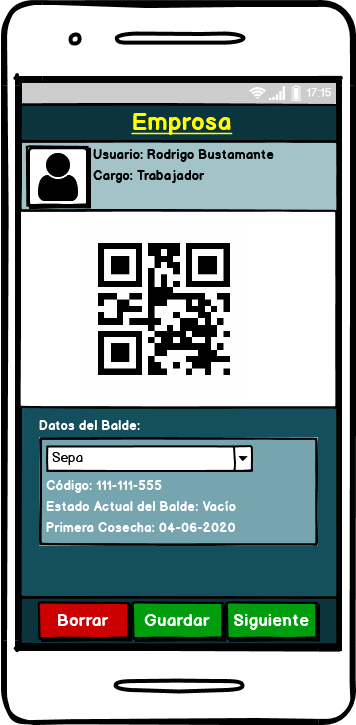 17:15
Emprosa
Usuario: Rodrigo Bustamante
Cargo: Trabajador
Datos del Balde:
Sepa
Código: 111-111-555
Estado Actual del Balde: Vacío
Primera Cosecha: 04-06-2020
Borrar Guardar Siguiente